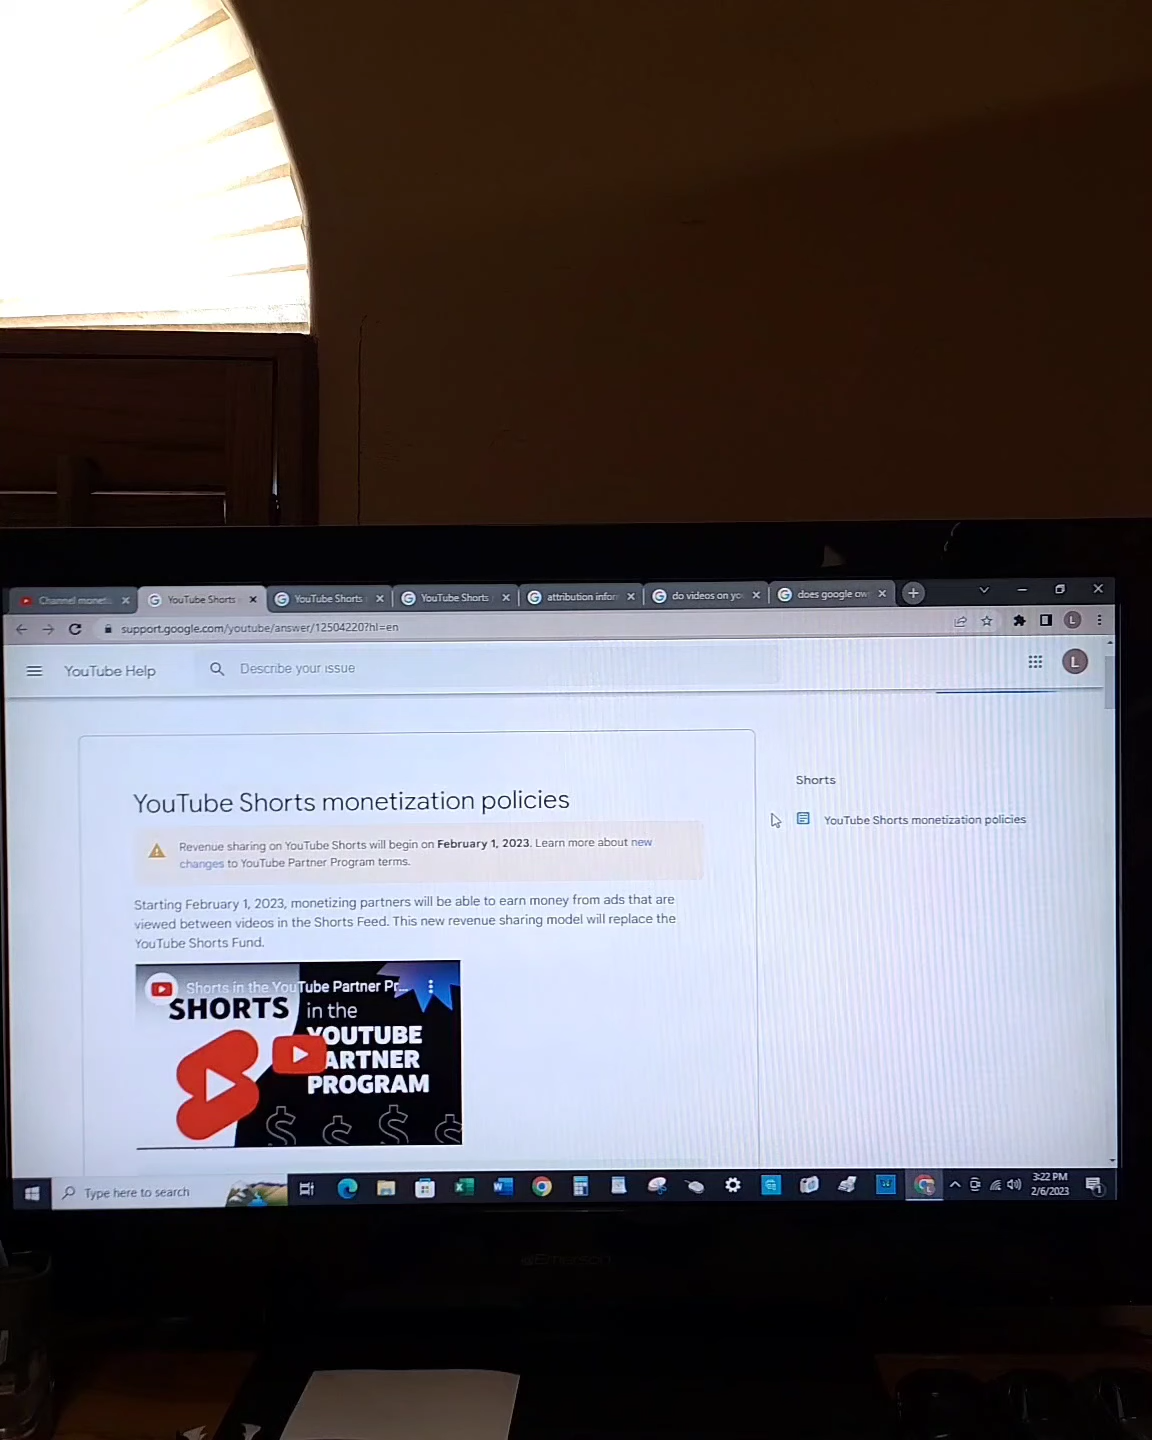 Channel moneti
YouTube Shorts
YouTube Shorts
YouTube Shorts
attribution infor
do videos on yo
does google ow
support.google.com/youtube/answer/12504220?hl=en
L
YouTube Help
Describe your issue
L
Shorts
YouTube Shorts monetization policies
YouTube Shorts monetization policies
Revenue sharing on YouTube Shorts will begin on February 1, 2023. Learn more about new
changes to YouTube Partner Program terms.
Starting February 1, 2023, monetizing partners will be able to earn money from ads that are
viewed between videos in the Shorts Feed. This new revenue sharing model will replace the
YouTube Shorts Fund.
Shorts in the YouTube Partner Pr...
SHORTS in the
YOUTUBE
PARTNER
PROGRAM
$ $ $ $
Type here to search
3:22 PM
2/6/2023
Emerson